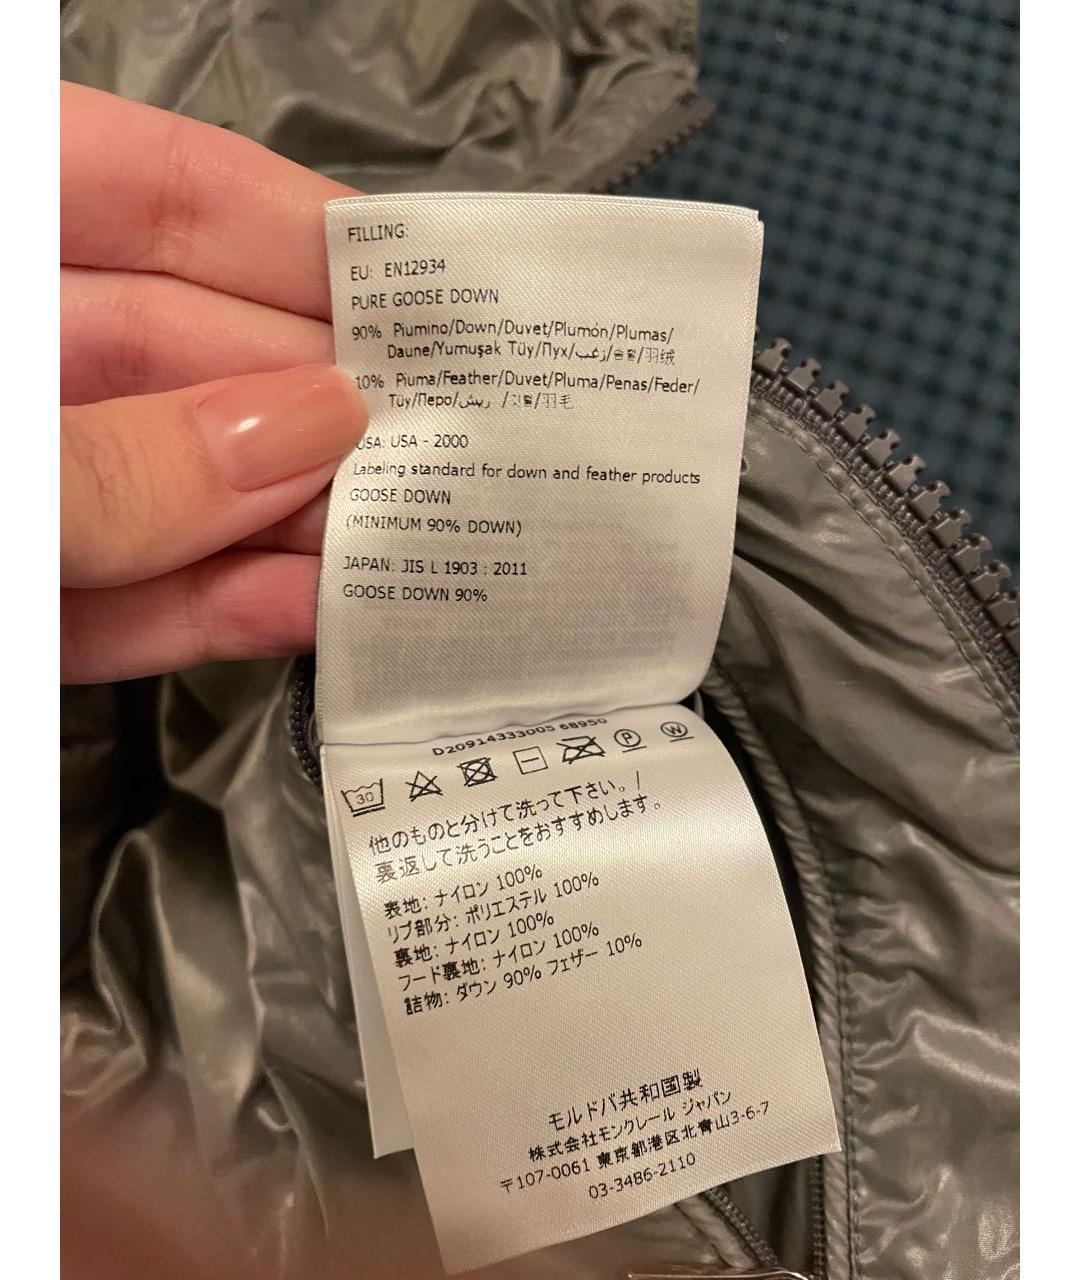 FILLING:
EU: EN12934
PURE GOOSE DOWN
90% Piumino/Down/Duvet/Plumón/Plumas/
Daune/Yumuşak Tüy/Пух/زغب/솜털/羽绒
10% Piuma/Feather/Duvet/Pluma/Penas/Feder/
Tüy/Перо/ريش /깃털/羽毛
USA: USA - 2000
Labeling standard for down and feather products
GOOSE DOWN
(MINIMUM 90% DOWN)
JAPAN: JIS L 1903 : 2011
GOOSE DOWN 90%
D20914333005 68950
30 P W
他のものと分けて洗って下さい。/
裏返して洗うことをおすすめします。
表地: ナイロン 100%
リブ部分: ポリエステル 100%
裏地: ナイロン 100%
フード裏地: ナイロン 100%
詰物: ダウン 90% フェザー 10%
モルドバ共和国製
株式会社モンクレール ジャパン
〒107-0061 東京都港区北青山3-6-7
03-3486-2110